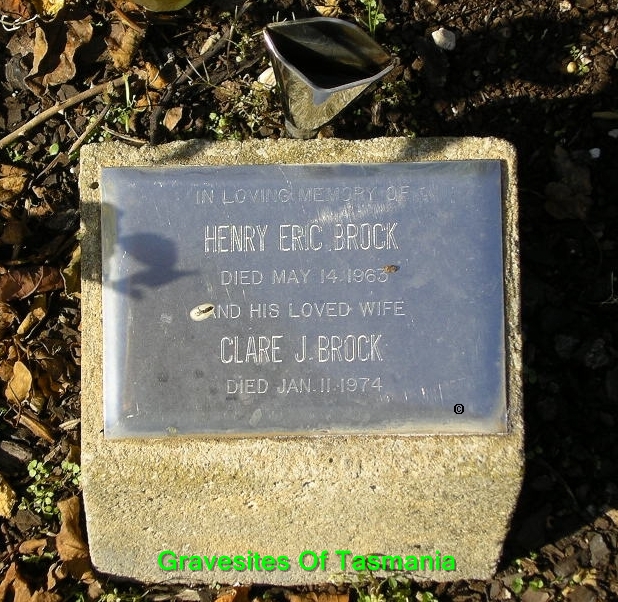 IN LOVING MEMORY OF
HENRY ERIC BROCK
DIED MAY 14.1963
AND HIS LOVED WIFE
CLARE J. BROCK
DIED JAN. 11. 1974
©
Gravesites Of Tasmania